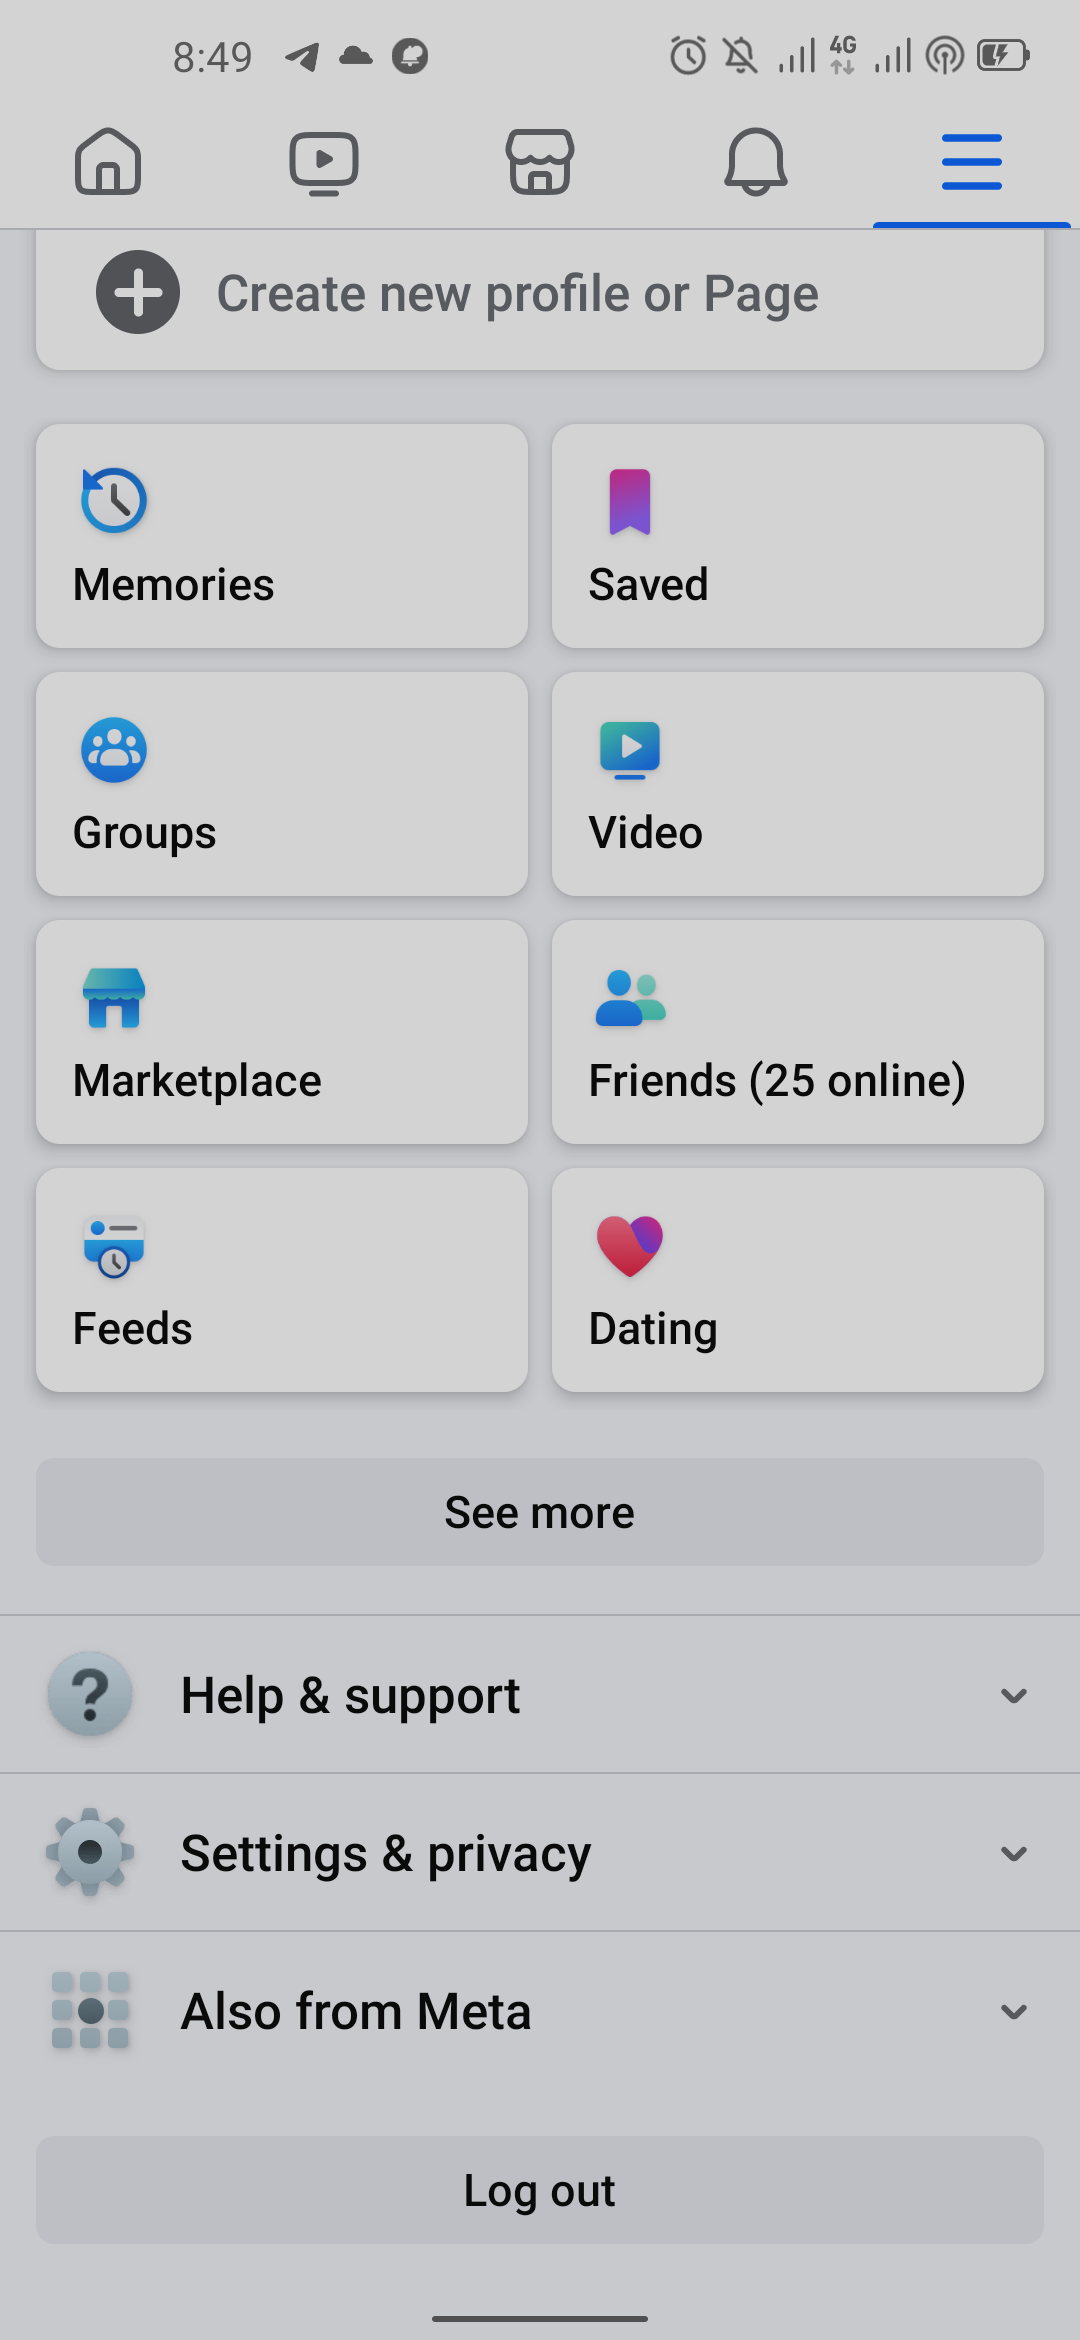 8:49
4G
Create new profile or Page
Memories
Saved
Groups
Video
Marketplace
Friends (25 online)
Feeds
Dating
See more
Help & support
Settings & privacy
Also from Meta
Log out